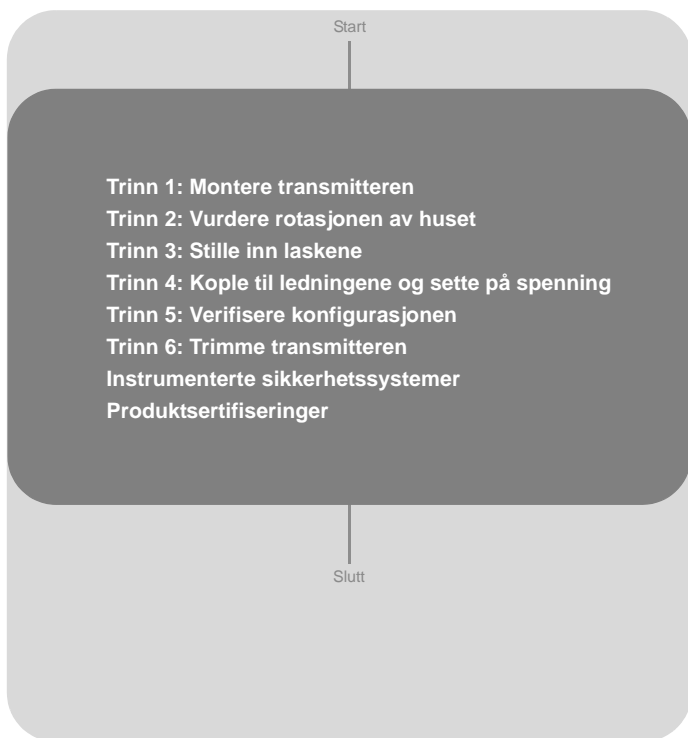 Start
Trinn 1: Montere transmitteren
Trinn 2: Vurdere rotasjonen av huset
Trinn 3: Stille inn laskene
Trinn 4: Kople til ledningene og sette på spenning
Trinn 5: Verifisere konfigurasjonen
Trinn 6: Trimme transmitteren
Instrumenterte sikkerhetssystemer
Produktsertifiseringer
Slutt